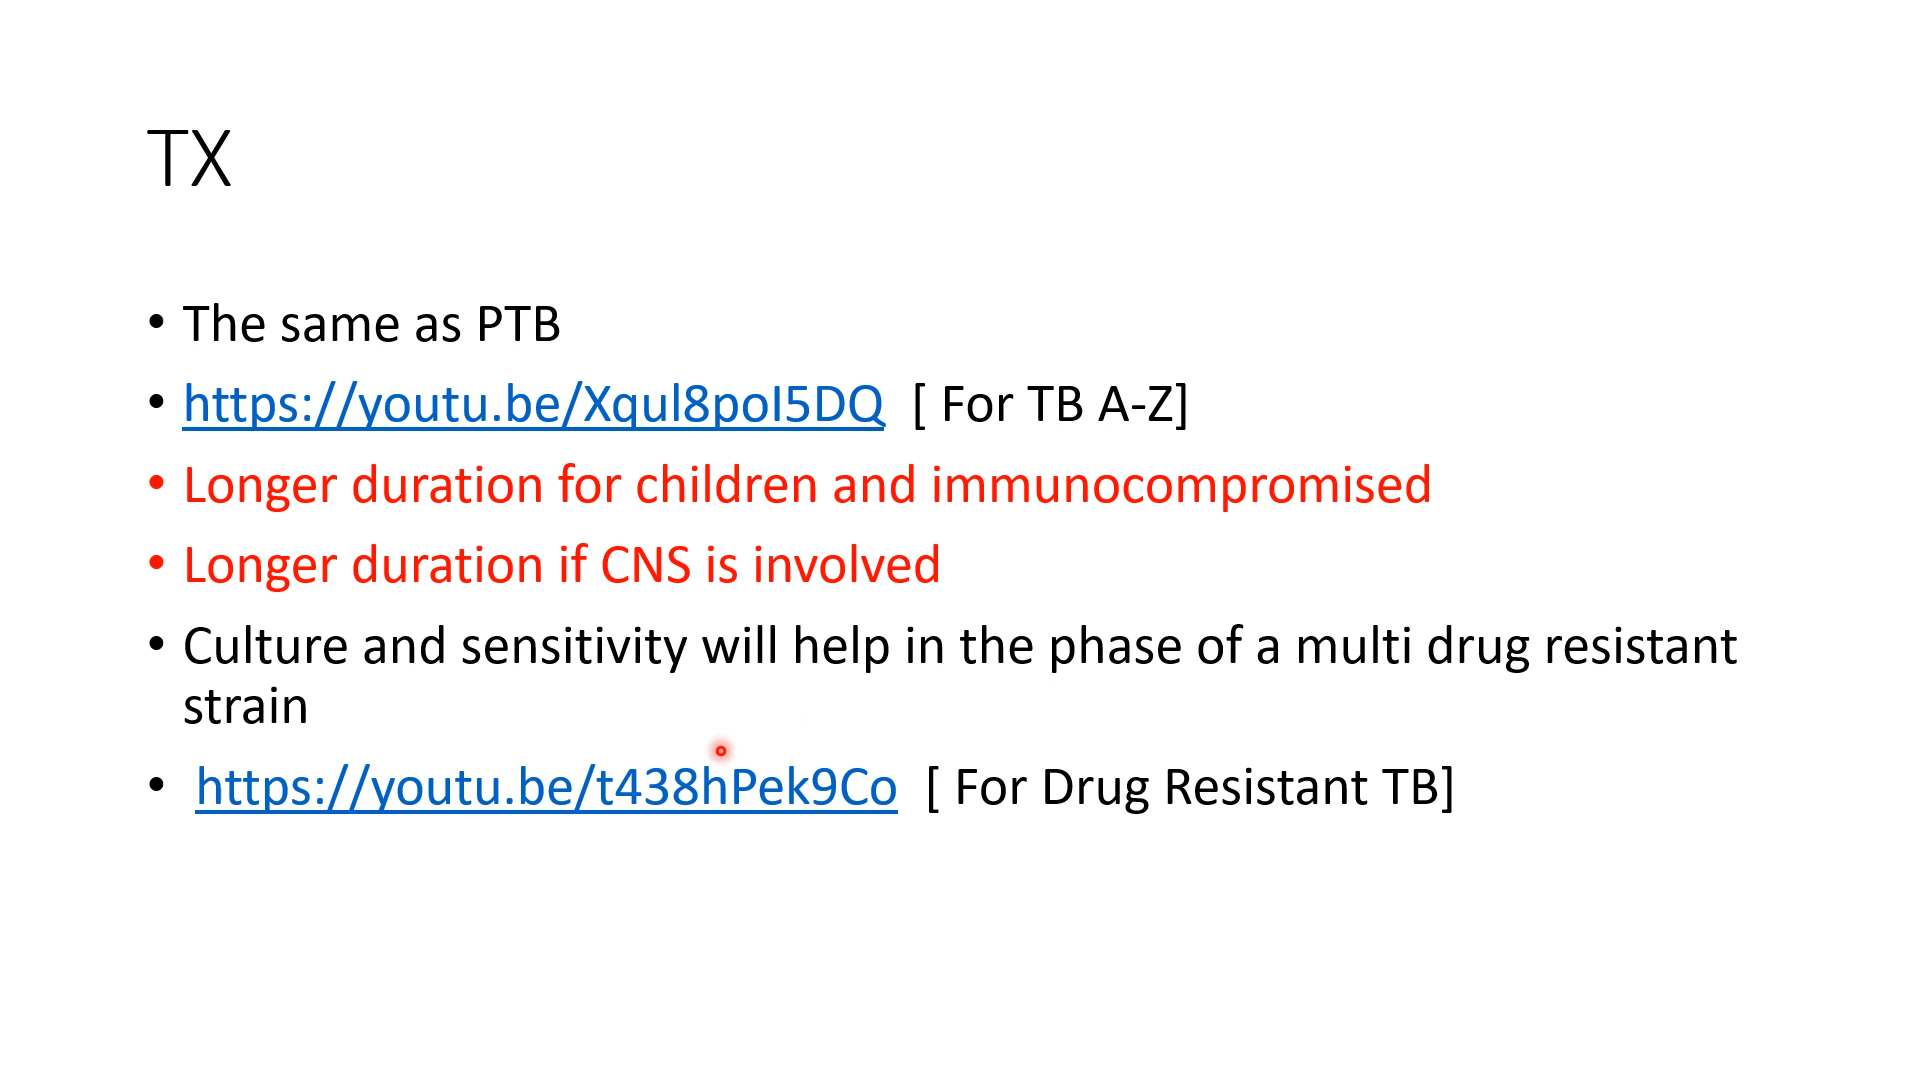 TX
• The same as PTB
• https://youtu.be/Xqul8poI5DQ [ For TB A-Z]
• Longer duration for children and immunocompromised
• Longer duration if CNS is involved
• Culture and sensitivity will help in the phase of a multi drug resistant
strain
• https://youtu.be/t438hPek9Co [ For Drug Resistant TB]